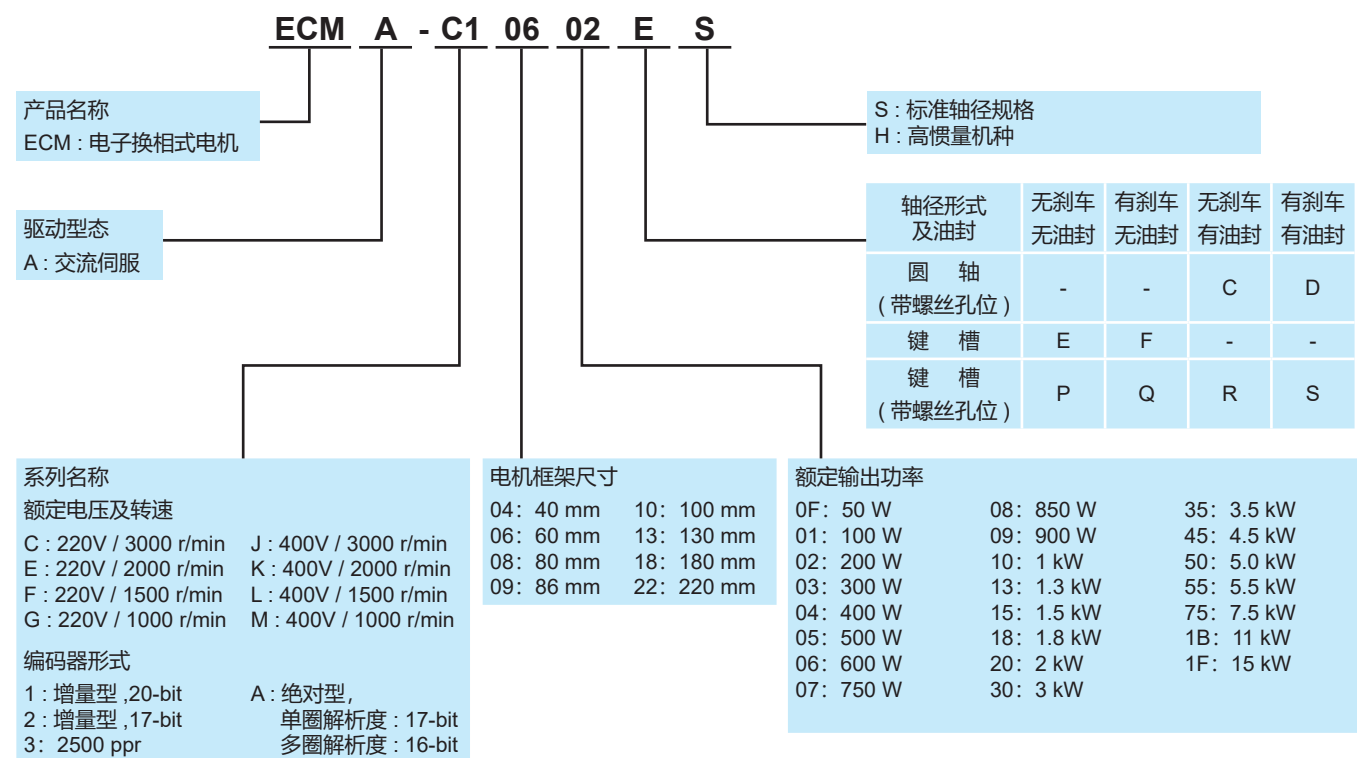 ECM A - C1 06 02 E S
产品名称
ECM : 电子换相式电机
驱动型态
A : 交流伺服
S : 标准轴径规格
H : 高惯量机种
轴径形式 无刹车 有刹车 无刹车 有刹车
及油封 无油封 无油封 有油封 有油封
圆 轴
( 带螺丝孔位 ) - - C D
键 槽 E F - -
键 槽
( 带螺丝孔位 ) P Q R S
系列名称
额定电压及转速
C : 220V / 3000 r/min J : 400V / 3000 r/min
E : 220V / 2000 r/min K : 400V / 2000 r/min
F : 220V / 1500 r/min L : 400V / 1500 r/min
G : 220V / 1000 r/min M : 400V / 1000 r/min
编码器形式
1 : 增量型 ,20-bit A : 绝对型，
2 : 增量型 ,17-bit 单圈解析度 : 17-bit
3：2500 ppr 多圈解析度 : 16-bit
电机框架尺寸
04：40 mm 10：100 mm
06：60 mm 13：130 mm
08：80 mm 18：180 mm
09：86 mm 22：220 mm
额定输出功率
0F：50 W 08：850 W 35：3.5 kW
01：100 W 09：900 W 45：4.5 kW
02：200 W 10：1 kW 50：5.0 kW
03：300 W 13：1.3 kW 55：5.5 kW
04：400 W 15：1.5 kW 75：7.5 kW
05：500 W 18：1.8 kW 1B：11 kW
06：600 W 20：2 kW 1F：15 kW
07：750 W 30：3 kW